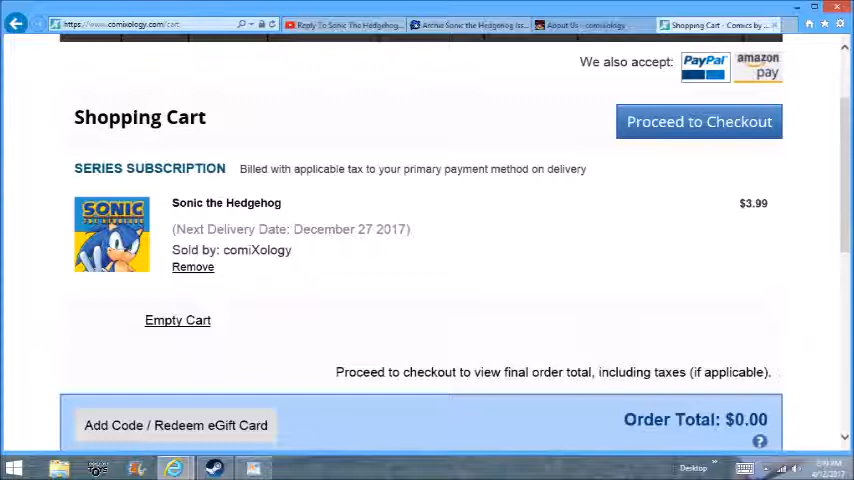 https://www.comixology.com/cart
Reply To Sonic The Hedgehog...
Archie Sonic the Hedgehog Iss...
About Us - comiXology
Shopping Cart - Comics by ...
We also accept:
PayPal
amazon
pay
Shopping Cart
Proceed to Checkout
SERIES SUBSCRIPTION Billed with applicable tax to your primary payment method on delivery
SONIC
Sonic the Hedgehog
$3.99
(Next Delivery Date: December 27 2017)
Sold by: comiXology
Remove
Empty Cart
Proceed to checkout to view final order total, including taxes (if applicable).
Add Code / Redeem eGift Card
Order Total: $0.00
?
Desktop
4/12/2017